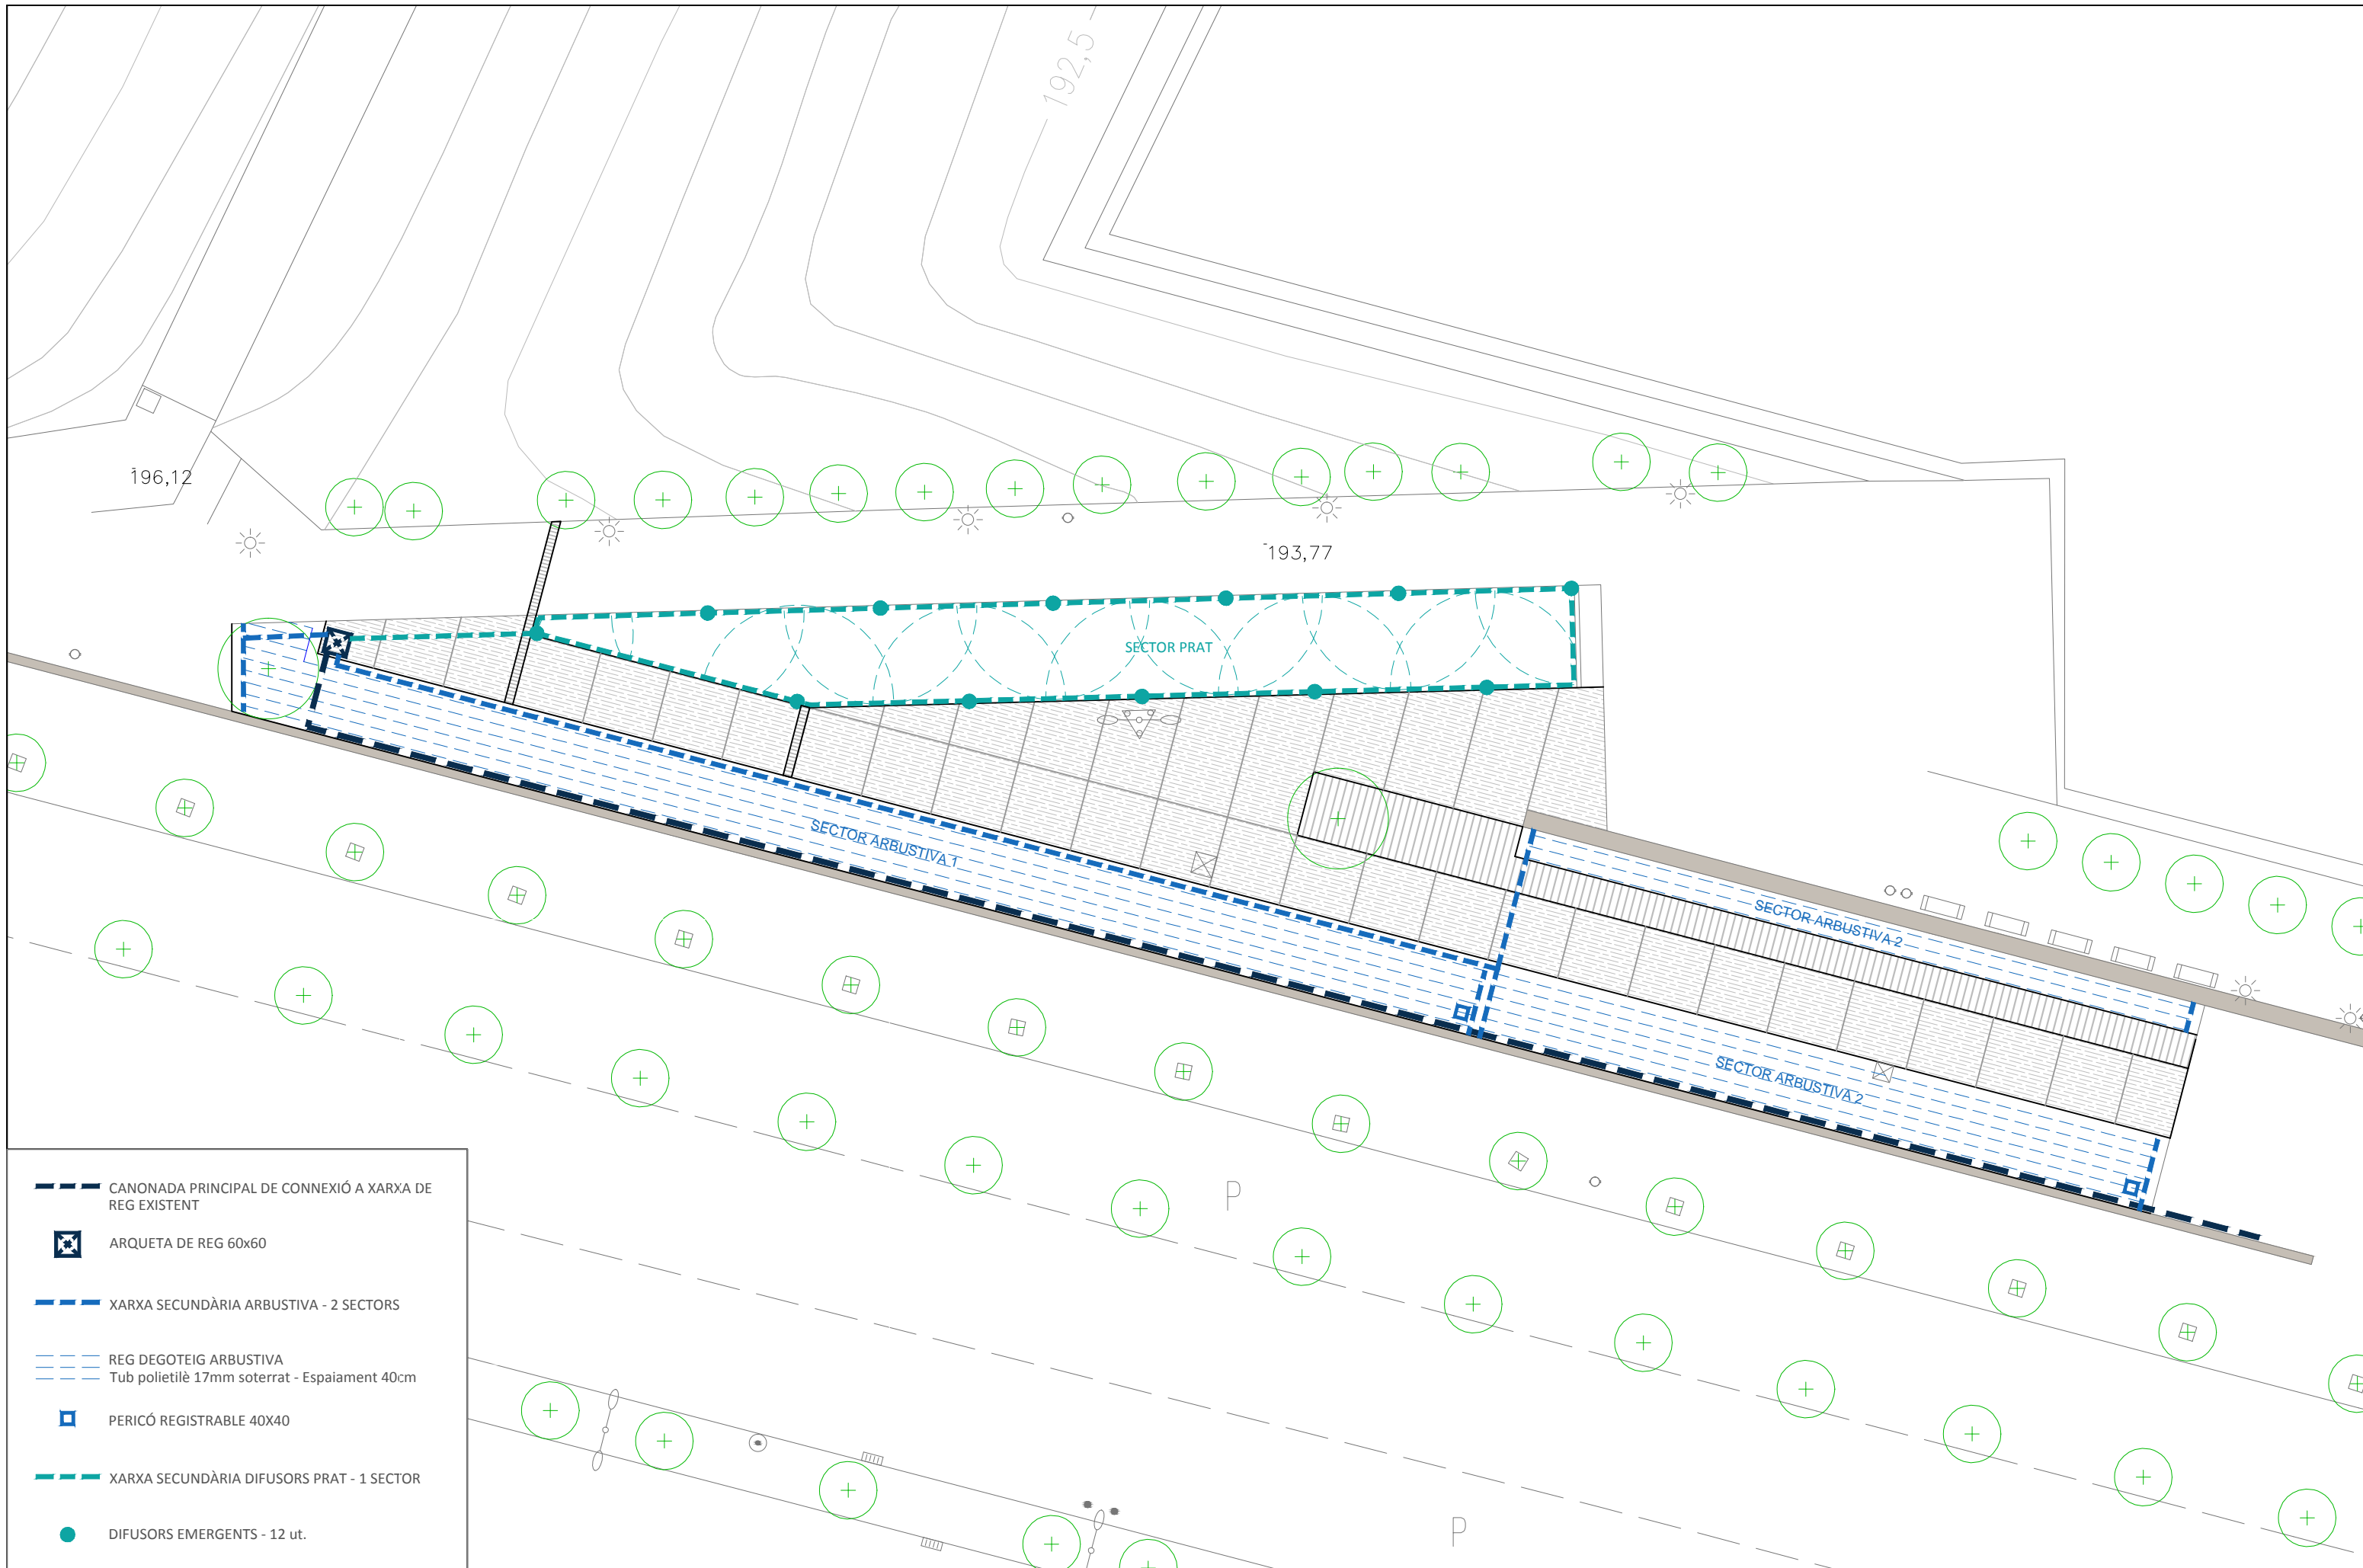 192,5
196,12
193,77
SECTOR PRAT
SECTOR ARBUSTIVA 1
SECTOR ARBUSTIVA 2
SECTOR ARBUSTIVA 2
P
P
CANONADA PRINCIPAL DE CONNEXIÓ A XARXA DE
REG EXISTENT
ARQUETA DE REG 60x60
XARXA SECUNDÀRIA ARBUSTIVA - 2 SECTORS
REG DEGOTEIG ARBUSTIVA
Tub polietilè 17mm soterrat - Espaiament 40cm
PERICÓ REGISTRABLE 40X40
XARXA SECUNDÀRIA DIFUSORS PRAT - 1 SECTOR
DIFUSORS EMERGENTS - 12 ut.